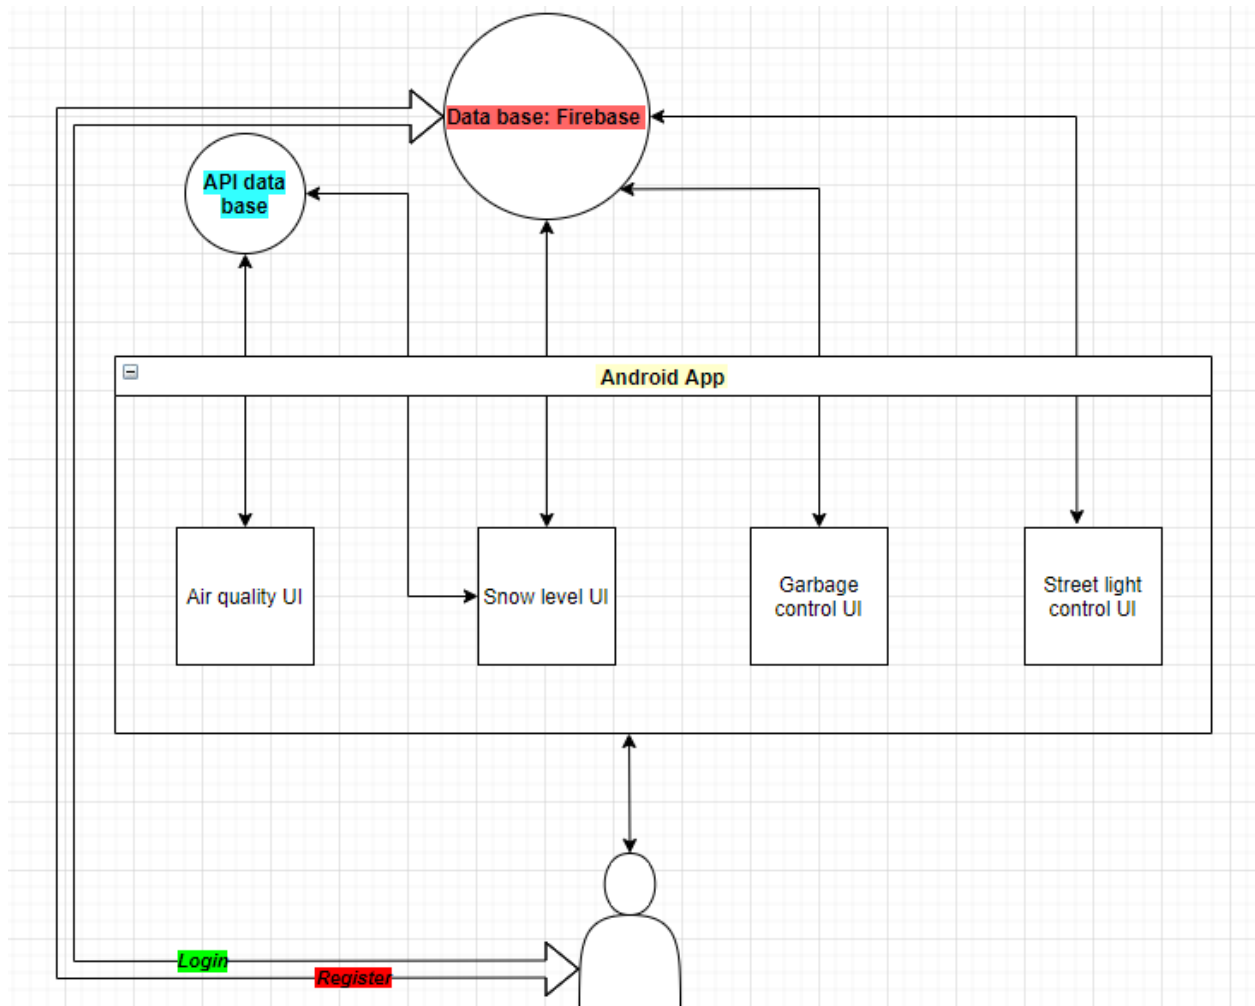 Data base: Firebase
API data
base
Android App
Air quality UI
Snow level UI
Garbage
control UI
Street light
control UI
Login
Register